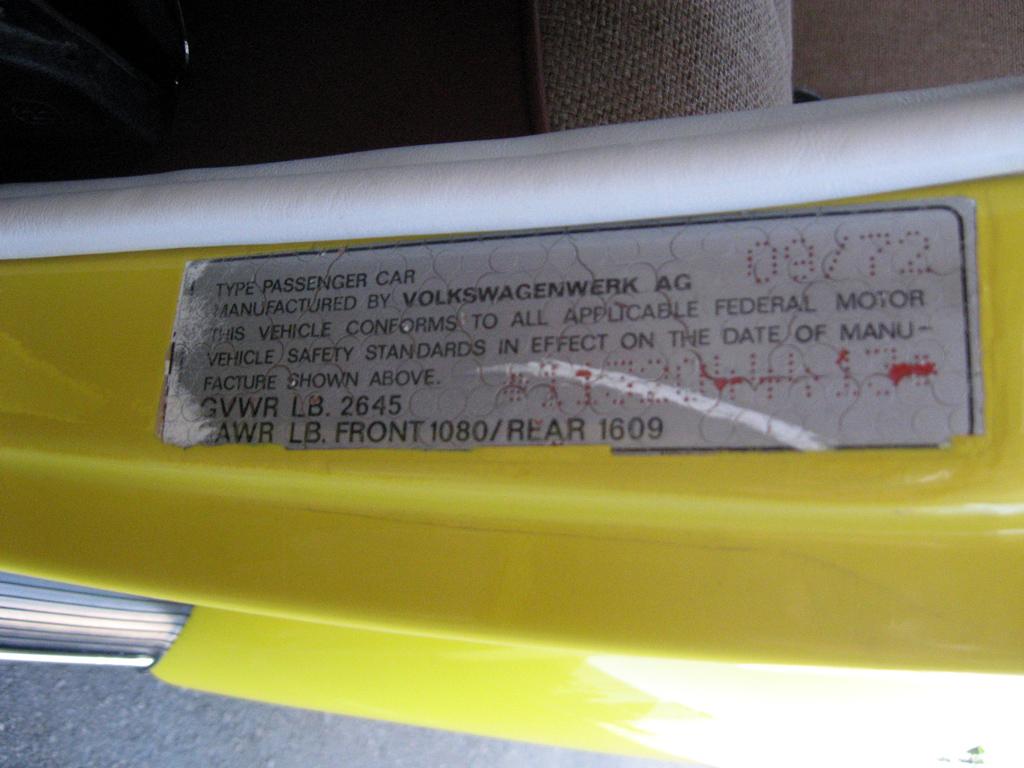 09/72
TYPE PASSENGER CAR
MANUFACTURED BY VOLKSWAGENWERK AG
THIS VEHICLE CONFORMS TO ALL APPLICABLE FEDERAL MOTOR
VEHICLE SAFETY STANDARDS IN EFFECT ON THE DATE OF MANU-
FACTURE SHOWN ABOVE.
GVWR LB. 2645
GAWR LB. FRONT 1080/REAR 1609